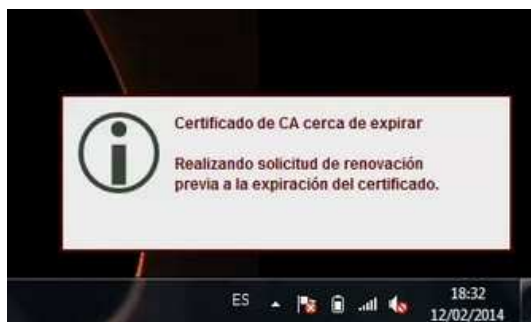 Certificado de CA cerca de expirar
Realizando solicitud de renovación
previa a la expiración del certificado.
ES
18:32
12/02/2014